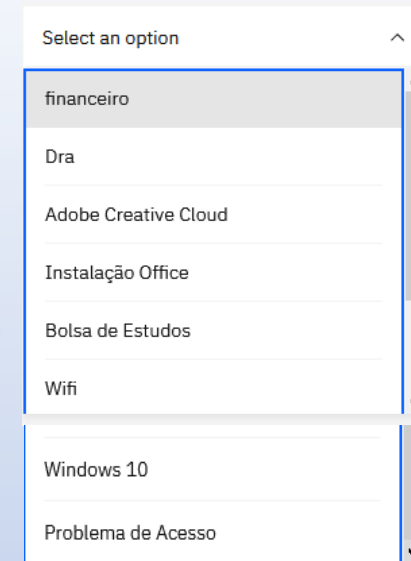 Select an option
financeiro
Dra
Adobe Creative Cloud
Instalação Office
Bolsa de Estudos
Wifi
Windows 10
Problema de Acesso